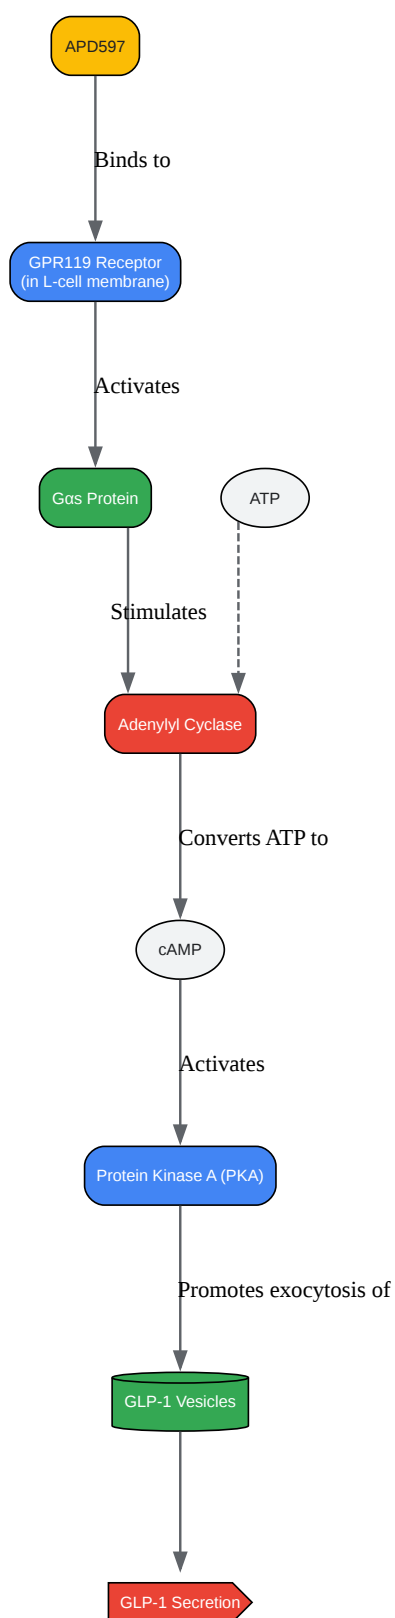 APD597
Binds to
GPR119 Receptor
(in L-cell membrane)
Activates
Gαs Protein
ATP
Stimulates
Adenylyl Cyclase
Converts ATP to
cAMP
Activates
Protein Kinase A (PKA)
Promotes exocytosis of
GLP-1 Vesicles
GLP-1 Secretion